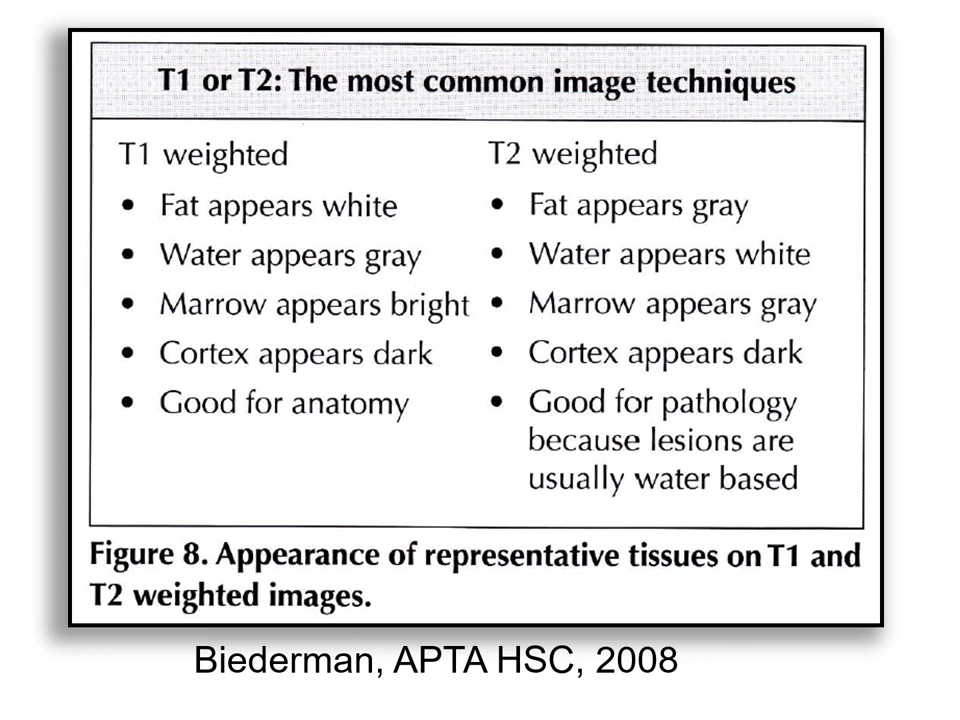 T1 or T2: The most common image techniques
T1 weighted
• Fat appears white
• Water appears gray
• Marrow appears bright
• Cortex appears dark
• Good for anatomy
T2 weighted
• Fat appears gray
• Water appears white
• Marrow appears gray
• Cortex appears dark
• Good for pathology
because lesions are
usually water based
Figure 8. Appearance of representative tissues on T1 and
T2 weighted images.
Biederman, APTA HSC, 2008